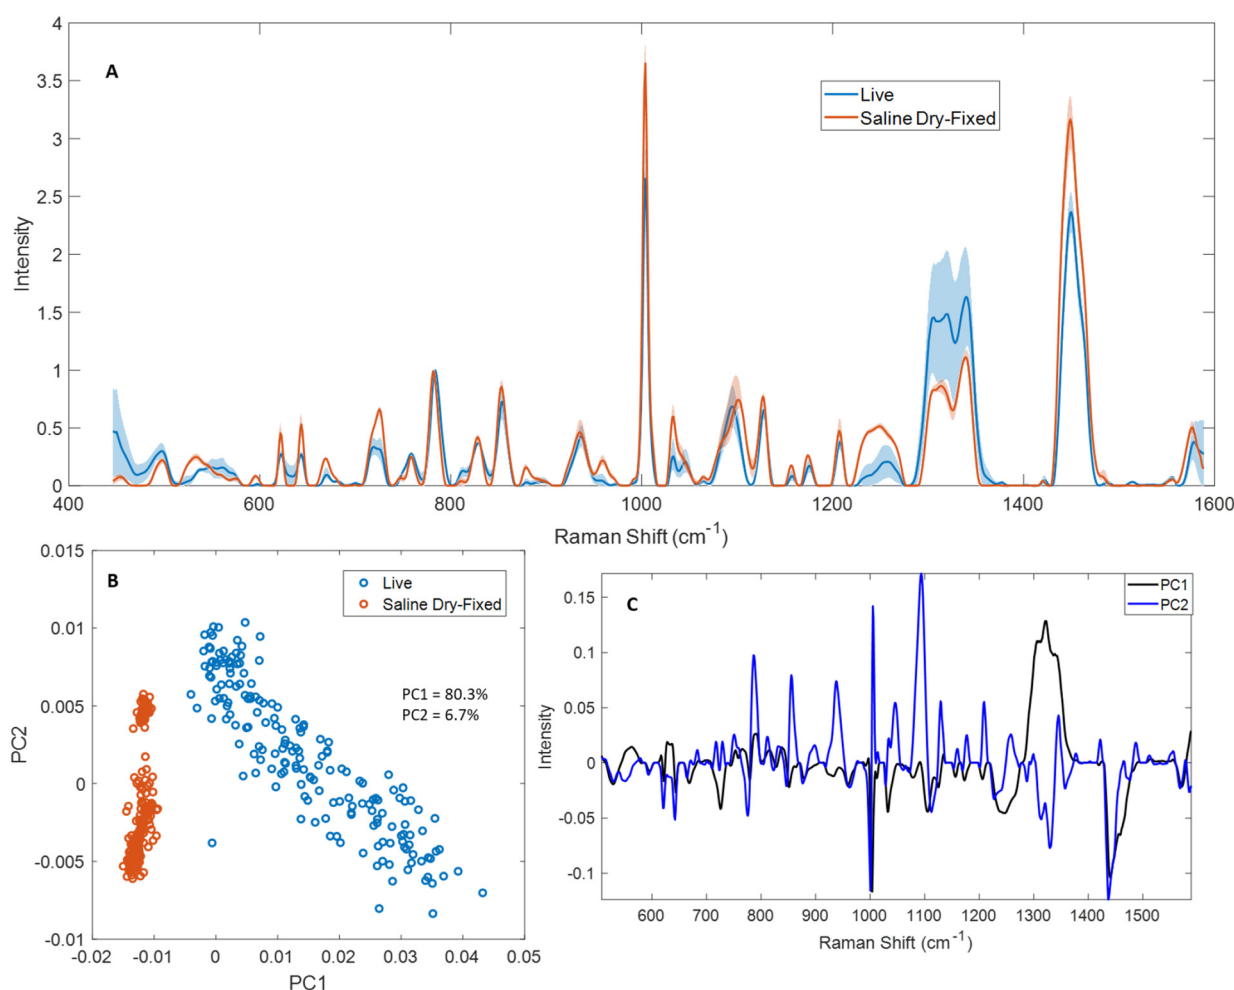 A
4
3.5
3
2.5
2
1.5
1
0.5
0
Intensity
Live
Saline Dry-Fixed
400 600 800 1000 1200 1400 1600
Raman Shift (cm-1)
B
0.015
0.01
0.005
0
-0.005
-0.01
PC2
Live
Saline Dry-Fixed
PC1 = 80.3%
PC2 = 6.7%
-0.02 -0.01 0 0.01 0.02 0.03 0.04 0.05
PC1
C
0.15
0.1
0.05
0
-0.05
-0.1
Intensity
PC1
PC2
600 700 800 900 1000 1100 1200 1300 1400 1500
Raman Shift (cm-1)